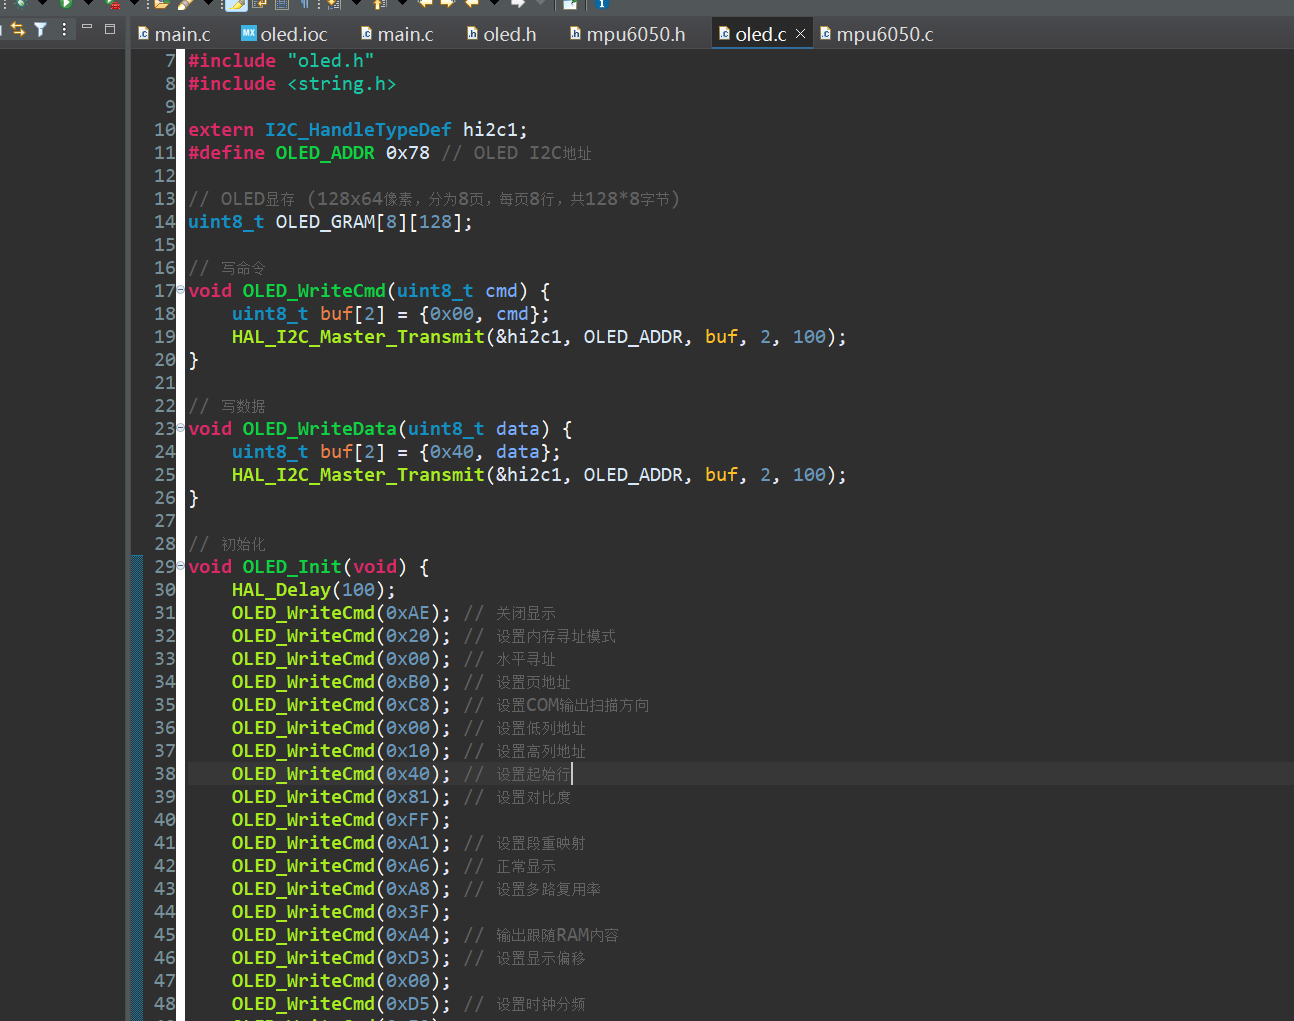 main.c oled.ioc main.c oled.h mpu6050.h oled.c mpu6050.c
7 #include "oled.h"
8 #include <string.h>
9
10 extern I2C_HandleTypeDef hi2c1;
11 #define OLED_ADDR 0x78 // OLED I2C地址
12
13 // OLED显存 (128x64像素，分为8页，每页8行，共128*8字节)
14 uint8_t OLED_GRAM[8][128];
15
16 // 写命令
17 void OLED_WriteCmd(uint8_t cmd) {
18 uint8_t buf[2] = {0x00, cmd};
19 HAL_I2C_Master_Transmit(&hi2c1, OLED_ADDR, buf, 2, 100);
20 }
21
22 // 写数据
23 void OLED_WriteData(uint8_t data) {
24 uint8_t buf[2] = {0x40, data};
25 HAL_I2C_Master_Transmit(&hi2c1, OLED_ADDR, buf, 2, 100);
26 }
27
28 // 初始化
29 void OLED_Init(void) {
30 HAL_Delay(100);
31 OLED_WriteCmd(0xAE); // 关闭显示
32 OLED_WriteCmd(0x20); // 设置内存寻址模式
33 OLED_WriteCmd(0x00); // 水平寻址
34 OLED_WriteCmd(0xB0); // 设置页地址
35 OLED_WriteCmd(0xC8); // 设置COM输出扫描方向
36 OLED_WriteCmd(0x00); // 设置低列地址
37 OLED_WriteCmd(0x10); // 设置高列地址
38 OLED_WriteCmd(0x40); // 设置起始行
39 OLED_WriteCmd(0x81); // 设置对比度
40 OLED_WriteCmd(0xFF);
41 OLED_WriteCmd(0xA1); // 设置段重映射
42 OLED_WriteCmd(0xA6); // 正常显示
43 OLED_WriteCmd(0xA8); // 设置多路复用率
44 OLED_WriteCmd(0x3F);
45 OLED_WriteCmd(0xA4); // 输出跟随RAM内容
46 OLED_WriteCmd(0xD3); // 设置显示偏移
47 OLED_WriteCmd(0x00);
48 OLED_WriteCmd(0xD5); // 设置时钟分频